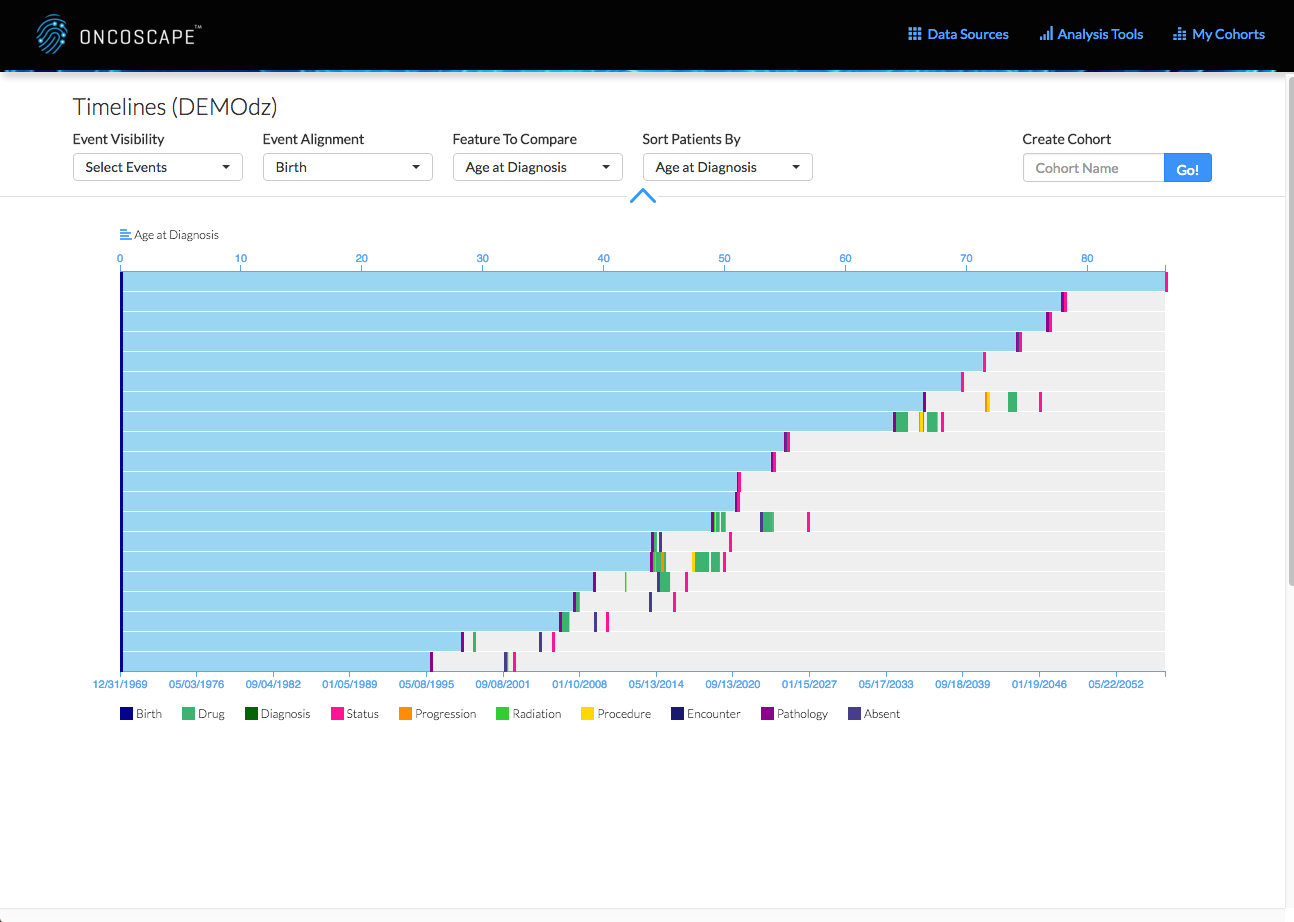 ONCOSCAPE™
Data Sources Analysis Tools My Cohorts
Timelines (DEMOdz)
Event Visibility Event Alignment Feature To Compare Sort Patients By Create Cohort
Select Events Birth Age at Diagnosis Age at Diagnosis Cohort Name Go!
Age at Diagnosis
0 10 20 30 40 50 60 70 80
12/31/1969 05/03/1976 09/04/1982 01/05/1989 05/08/1995 09/08/2001 01/10/2008 05/13/2014 09/13/2020 01/15/2027 05/17/2033 09/18/2039 01/19/2046 05/22/2052
Birth Drug Diagnosis Status Progression Radiation Procedure Encounter Pathology Absent